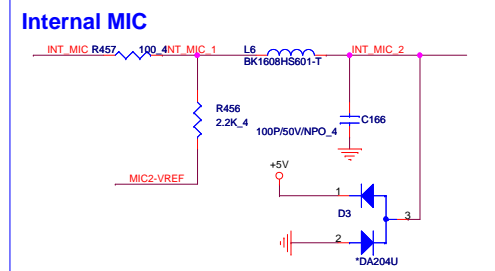 Internal MIC
INT_MIC R457 100_4 INT_MIC_1 L6 INT_MIC_2
BK1608HS601-T
R456
2.2K_4
C166
100P/50V/NPO_4
+5V
MIC2-VREF
1
D3
3
2
*DA204U